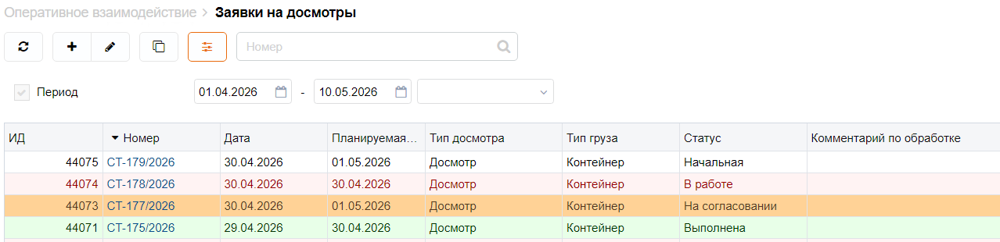 Оперативное взаимодействие > Заявки на досмотры
Номер
Период 01.04.2026 - 10.05.2026
ИД Номер Дата Планируемая... Тип досмотра Тип груза Статус Комментарий по обработке
44075 СТ-179/2026 30.04.2026 01.05.2026 Досмотр Контейнер Начальная
44074 СТ-178/2026 30.04.2026 30.04.2026 Досмотр Контейнер В работе
44073 СТ-177/2026 30.04.2026 01.05.2026 Досмотр Контейнер На согласовании
44071 СТ-175/2026 29.04.2026 30.04.2026 Досмотр Контейнер Выполнена